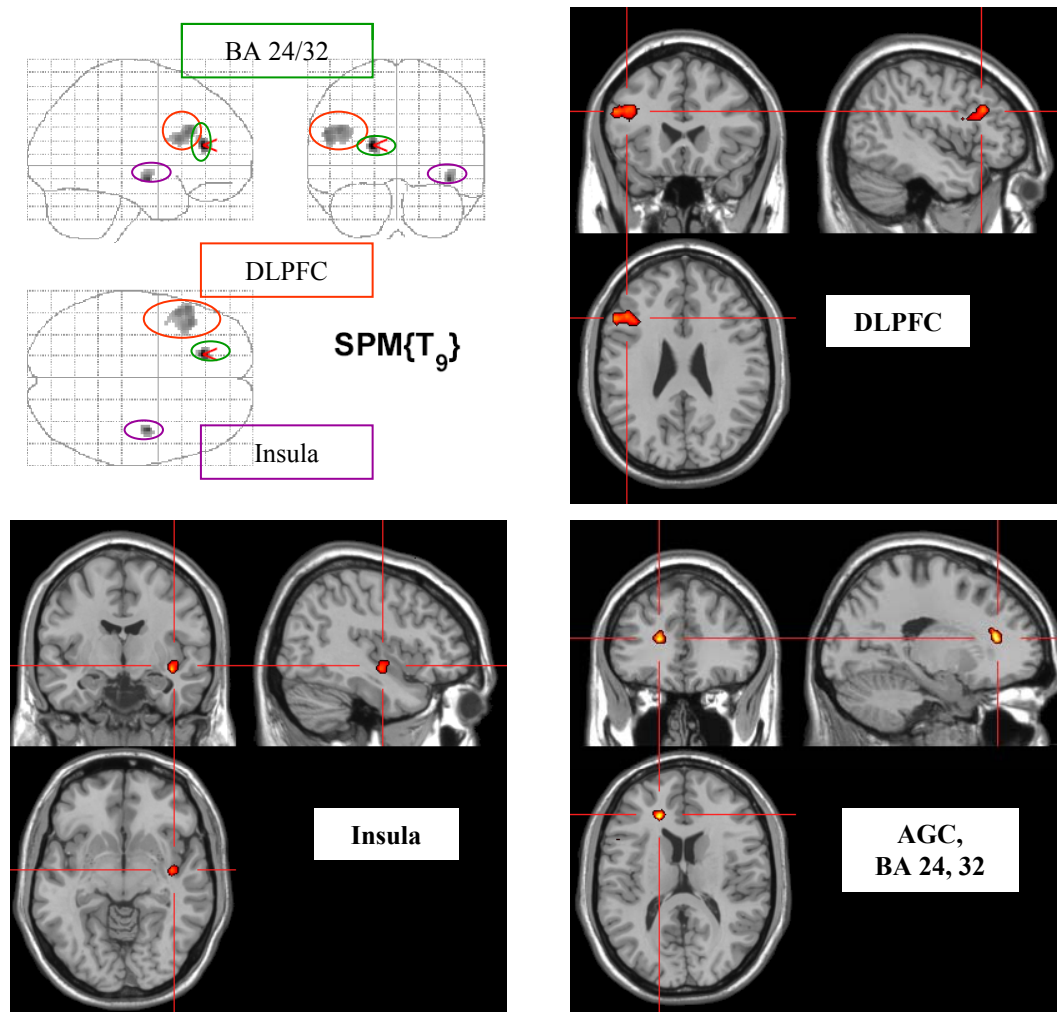 BA 24/32
DLPFC
SPM{T9}
Insula
DLPFC
Insula
AGC,
BA 24, 32